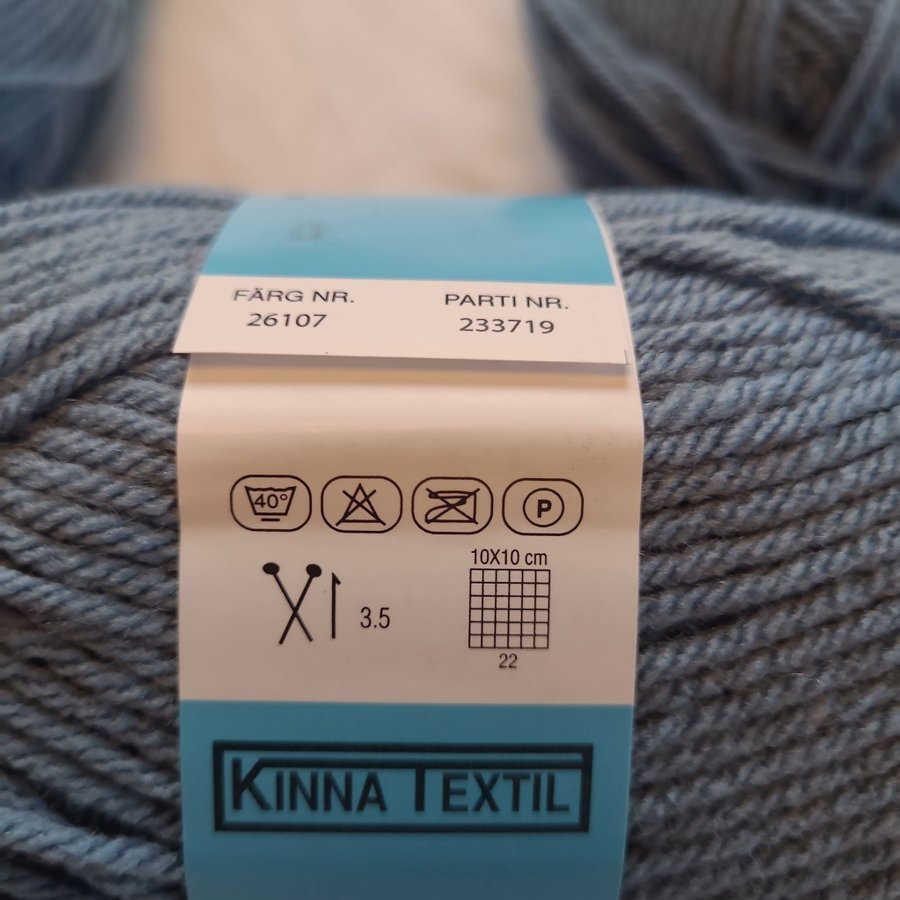 FÄRG NR. PARTI NR.
26107 233719
40°
P
10X10 cm
3.5
22
KINNA TEXTIL